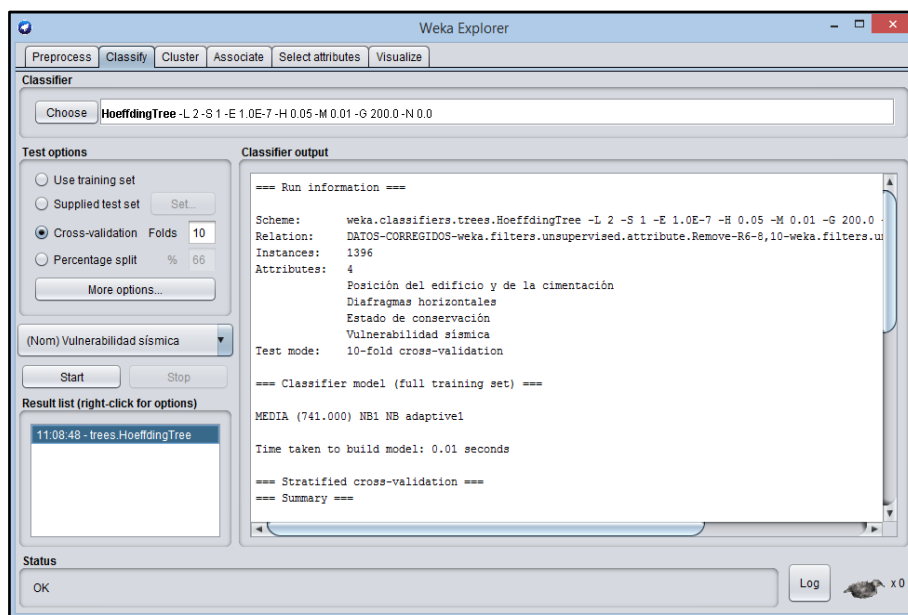 Weka Explorer
Preprocess Classify Cluster Associate Select attributes Visualize
Classifier
Choose HoeffdingTree -L 2 -S 1 -E 1.0E-7 -H 0.05 -M 0.01 -G 200.0 -N 0.0
Test options
Use training set
Supplied test set Set...
Cross-validation Folds 10
Percentage split % 66
More options...
(Nom) Vulnerabilidad sísmica
Start Stop
Result list (right-click for options)
11:08:48 - trees.HoeffdingTree
Classifier output
=== Run information ===
Scheme: weka.classifiers.trees.HoeffdingTree -L 2 -S 1 -E 1.0E-7 -H 0.05 -M 0.01 -G 200.0 -
Relation: DATOS-CORREGIDOS-weka.filters.unsupervised.attribute.Remove-R6-8,10-weka.filters.u
Instances: 1396
Attributes: 4
Posición del edificio y de la cimentación
Diafragmas horizontales
Estado de conservación
Vulnerabilidad sísmica
Test mode: 10-fold cross-validation
=== Classifier model (full training set) ===
MEDIA (741.000) NB1 NB adaptive1
Time taken to build model: 0.01 seconds
=== Stratified cross-validation ===
=== Summary ===
Status
OK
Log x 0